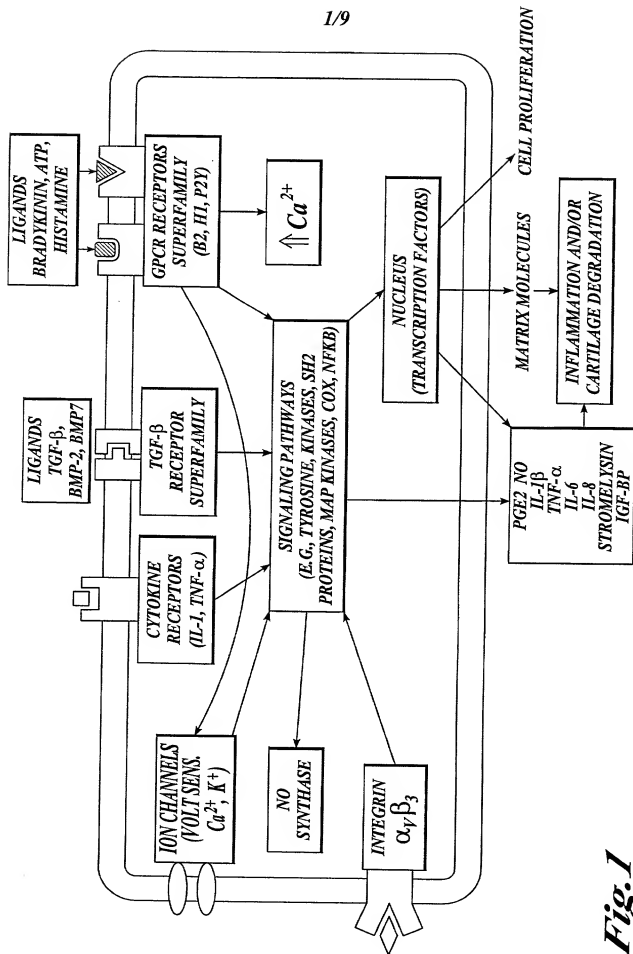 1/9
LIGANDS
BRADYKININ, ATP,
HISTAMINE
LIGANDS
TGF-β,
BMP-2, BMP7
GPCR RECEPTORS
SUPERFAMILY
(B2, H1, P2Y)
TGF-β
RECEPTOR
SUPERFAMILY
CYTOKINE
RECEPTORS
(IL-1, TNF-α)
ION CHANNELS
(VOLT SENS.
Ca²⁺, K⁺)
⇑ Ca²⁺
SIGNALING PATHWAYS
(E.G., TYROSINE, KINASES, SH2
PROTEINS, MAP KINASES, COX, NFKB)
NO
SYNTHASE
INTEGRIN
αᵥβ₃
NUCLEUS
(TRANSCRIPTION FACTORS)
CELL PROLIFERATION
MATRIX MOLECULES
INFLAMMATION AND/OR
CARTILAGE DEGRADATION
PGE2 NO
IL-1β
TNF-α
IL-6
IL-8
STROMELYSIN
IGF-BP
Fig.1